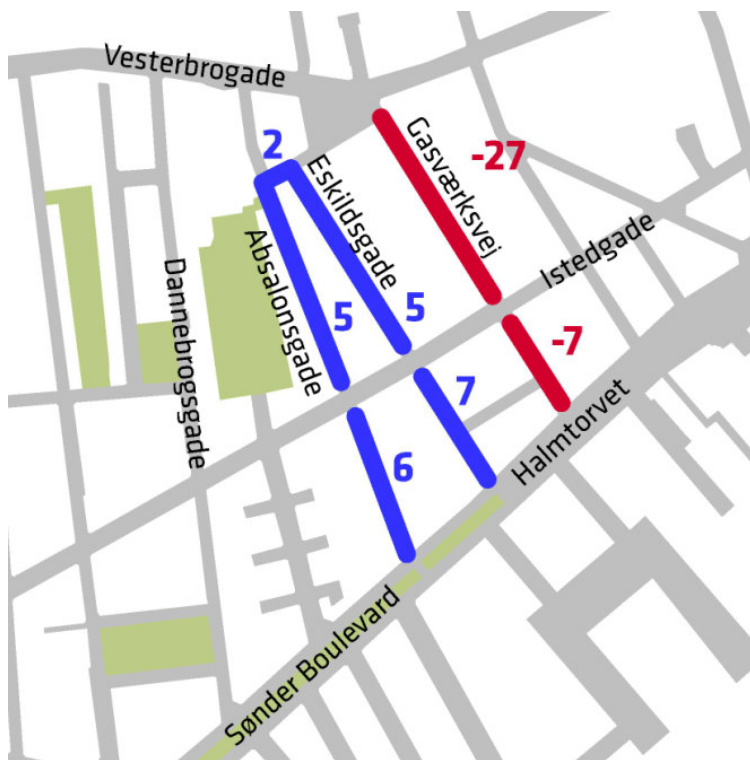 Vesterbrogade
2
Eskildsgade
Gasværksvej
-27
Absalonsgade
Istedgade
Dannebrogsgade
5
5
-7
7
6
Halmtorvet
Sønder Boulevard